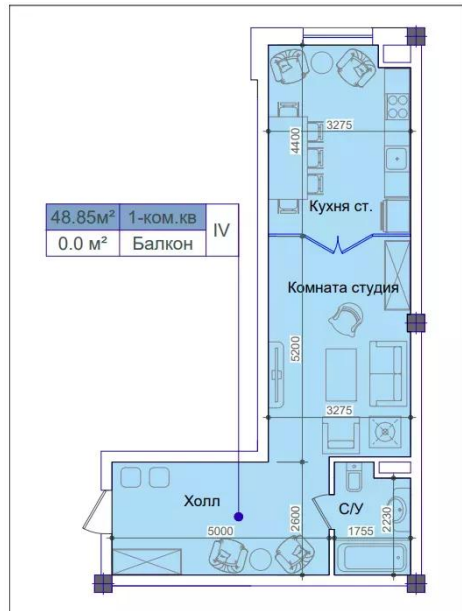 3275
4400
Кухня ст.
48.85м² 1-ком.кв IV
0.0 м² Балкон
Комната студия
5200
3275
Холл
С/У
5000
2600
1755
2230